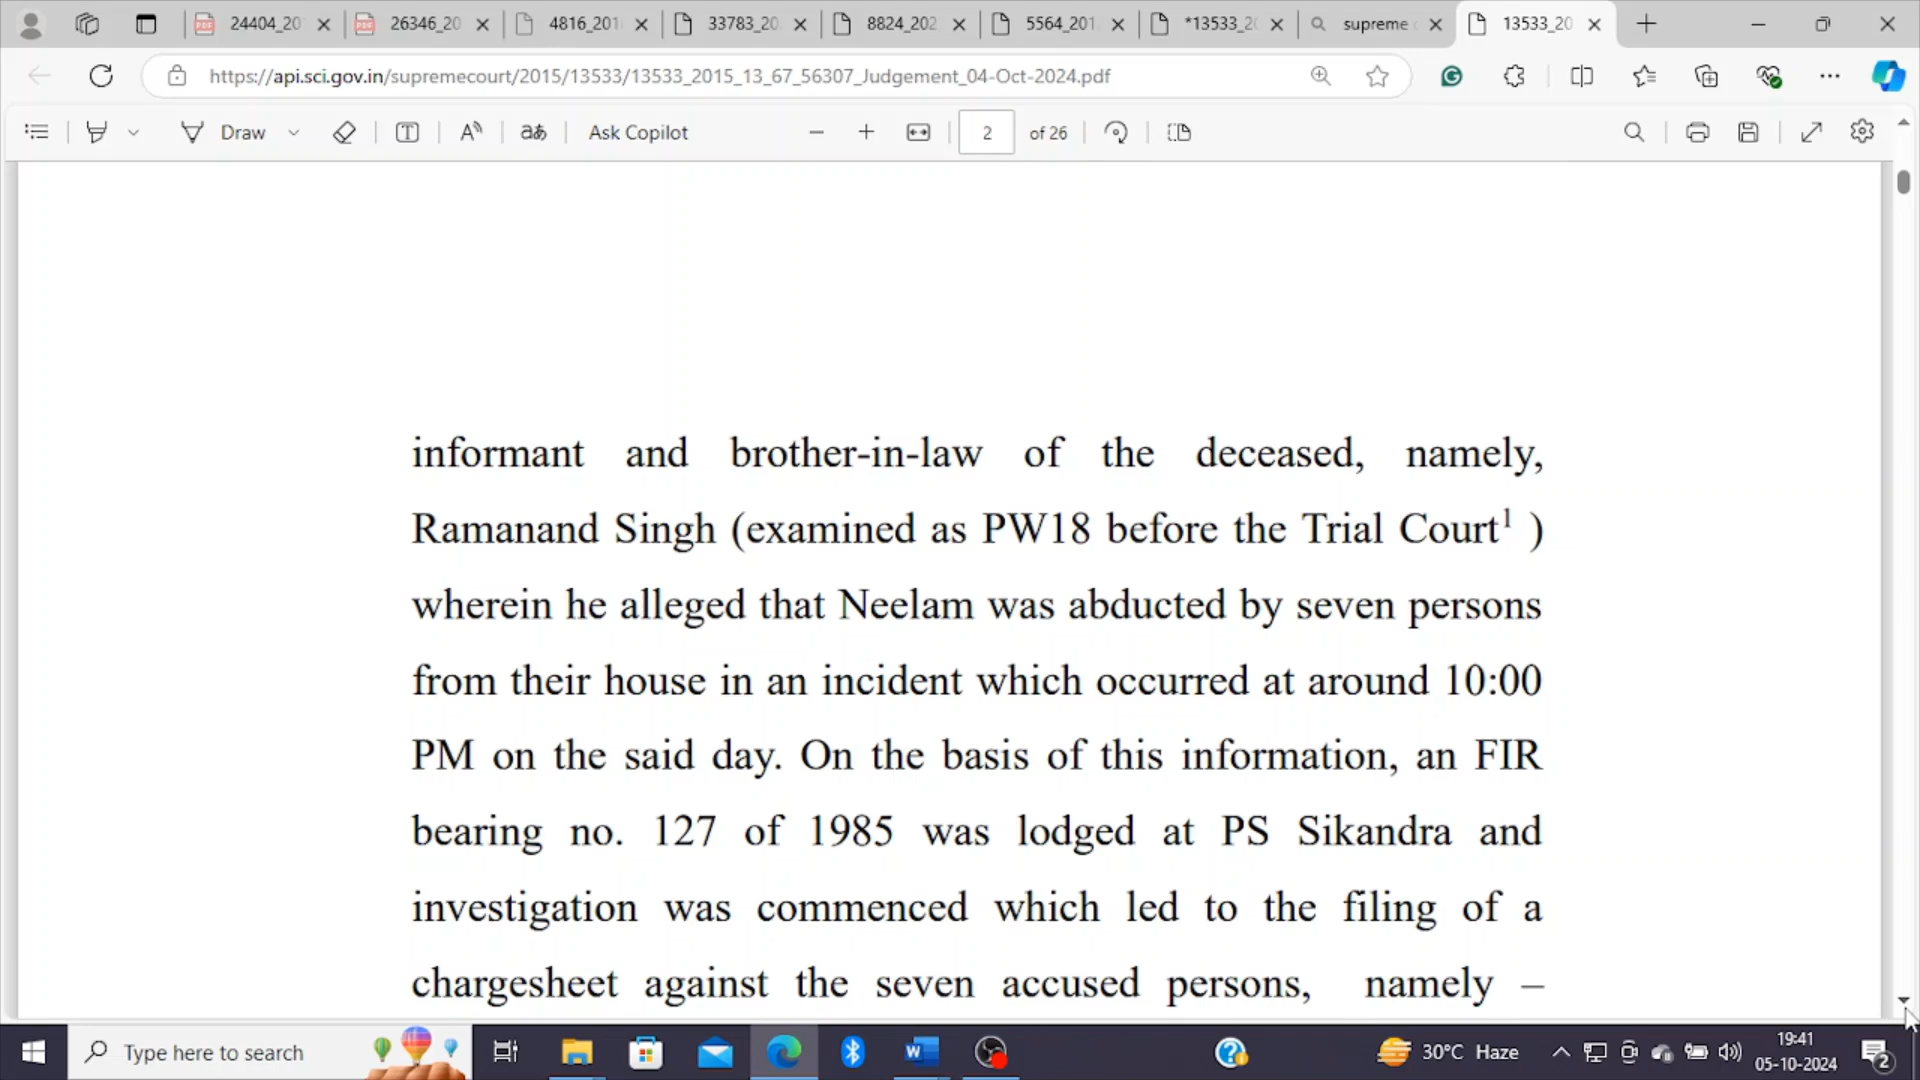 24404_20
26346_20
4816_201
33783_20
8824_202
5564_201
*13533_20
supreme
13533_20
https://api.sci.gov.in/supremecourt/2015/13533/13533_2015_13_67_56307_Judgement_04-Oct-2024.pdf
Draw
Ask Copilot
2
of 26
informant and brother-in-law of the deceased, namely,
Ramanand Singh (examined as PW18 before the Trial Court¹ )
wherein he alleged that Neelam was abducted by seven persons
from their house in an incident which occurred at around 10:00
PM on the said day. On the basis of this information, an FIR
bearing no. 127 of 1985 was lodged at PS Sikandra and
investigation was commenced which led to the filing of a
chargesheet against the seven accused persons, namely –
Type here to search
30°C Haze
19:41
05-10-2024
2